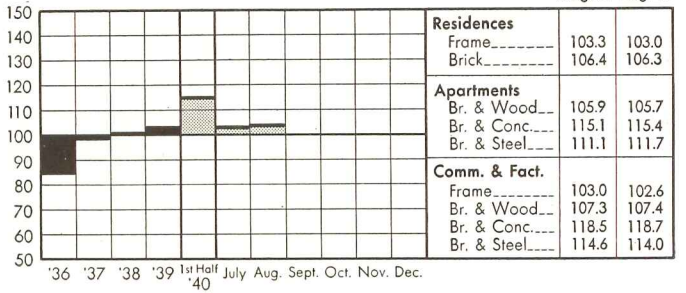 150
140
130
120
110
100
90
80
70
60
50
'36 '37 '38 '39 1st Half '40 July Aug. Sept. Oct. Nov. Dec.
Residences
Frame 103.3 103.0
Brick 106.4 106.3
Apartments
Br. & Wood 105.9 105.7
Br. & Conc. 115.1 115.4
Br. & Steel 111.1 111.7
Comm. & Fact.
Frame 103.0 102.6
Br. & Wood 107.3 107.4
Br. & Conc. 118.5 118.7
Br. & Steel 114.6 114.0